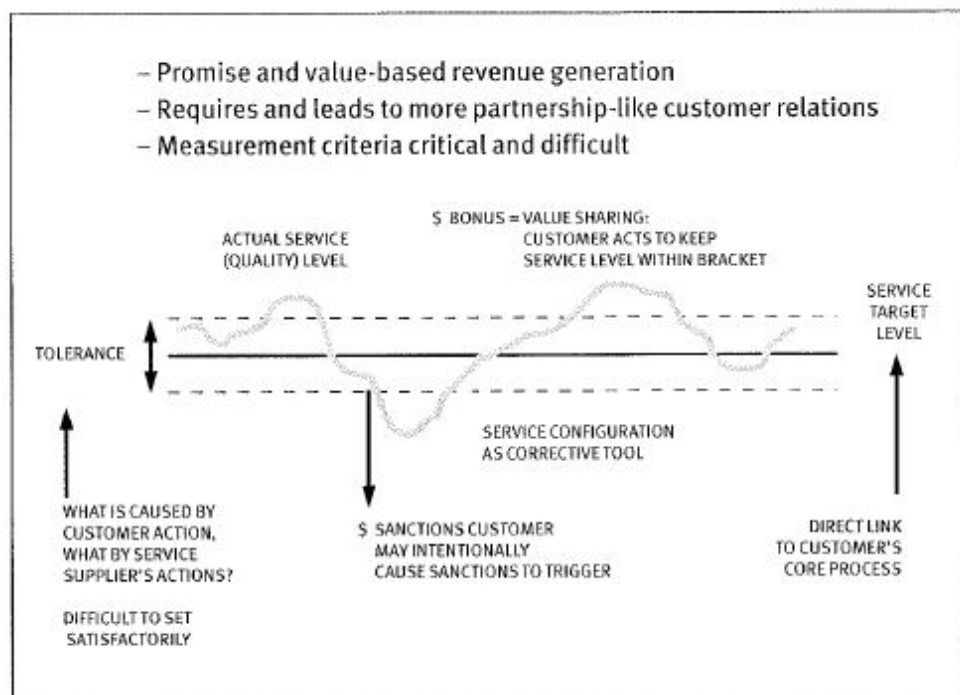 – Promise and value-based revenue generation
– Requires and leads to more partnership-like customer relations
– Measurement criteria critical and difficult
$ BONUS = VALUE SHARING:
CUSTOMER ACTS TO KEEP
SERVICE LEVEL WITHIN BRACKET
ACTUAL SERVICE
(QUALITY) LEVEL
SERVICE
TARGET
LEVEL
TOLERANCE
SERVICE CONFIGURATION
AS CORRECTIVE TOOL
WHAT IS CAUSED BY
CUSTOMER ACTION,
WHAT BY SERVICE
SUPPLIER'S ACTIONS?
DIFFICULT TO SET
SATISFACTORILY
$ SANCTIONS CUSTOMER
MAY INTENTIONALLY
CAUSE SANCTIONS TO TRIGGER
DIRECT LINK
TO CUSTOMER'S
CORE PROCESS